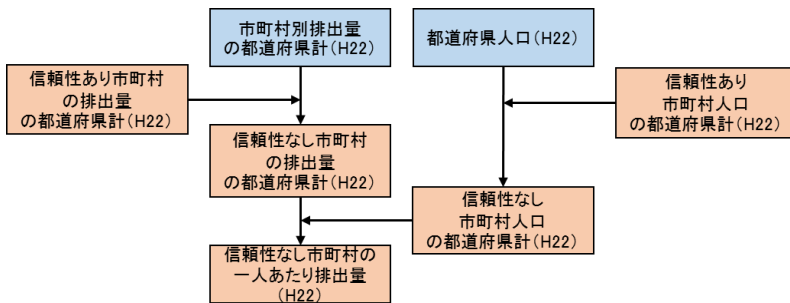 市町村別排出量
の都道府県計(H22)
都道府県人口(H22)
信頼性あり市町村
の排出量
の都道府県計(H22)
信頼性あり
市町村人口
の都道府県計(H22)
信頼性なし市町村
の排出量
の都道府県計(H22)
信頼性なし
市町村人口
の都道府県計(H22)
信頼性なし市町村の
一人あたり排出量
(H22)